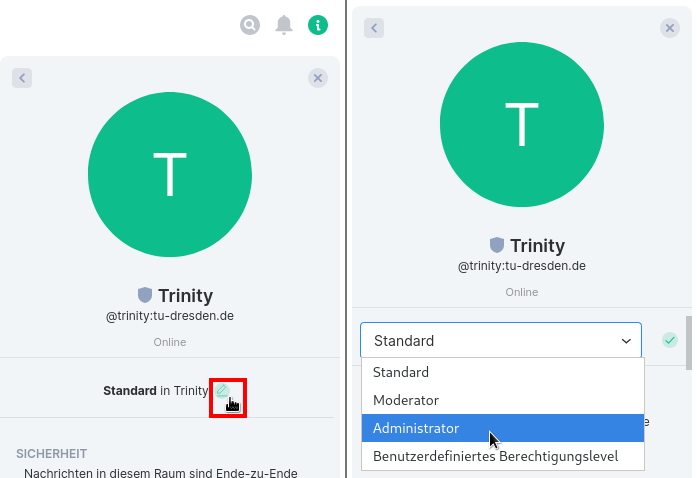 T
Trinity
@trinity:tu-dresden.de
Online
Standard in Trinity
SICHERHEIT
Nachrichten in diesem Raum sind Ende-zu-Ende
T
Trinity
@trinity:tu-dresden.de
Online
Standard
Standard
Moderator
Administrator
Benutzerdefiniertes Berechtigungslevel
e